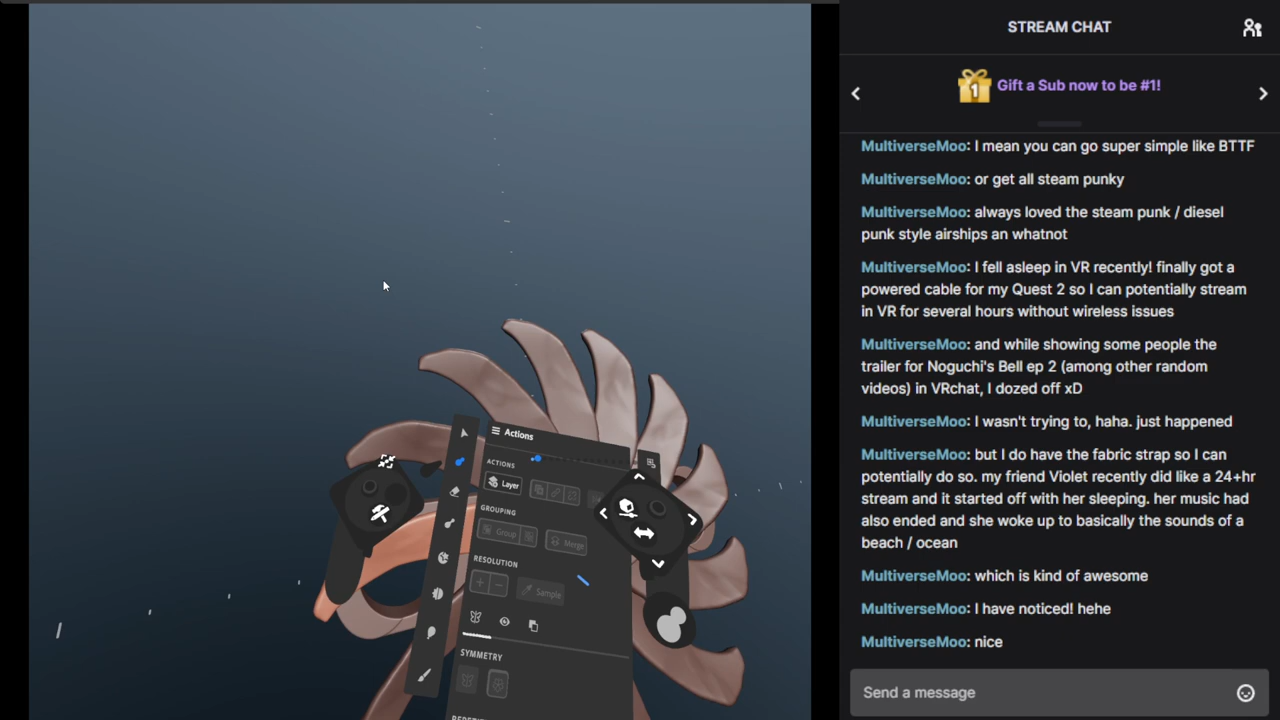 STREAM CHAT
1
Gift a Sub now to be #1!
MultiverseMoo: I mean you can go super simple like BTTF
MultiverseMoo: or get all steam punky
MultiverseMoo: always loved the steam punk / diesel
punk style airships an whatnot
MultiverseMoo: I fell asleep in VR recently! finally got a
powered cable for my Quest 2 so I can potentially stream
in VR for several hours without wireless issues
MultiverseMoo: and while showing some people the
trailer for Noguchi's Bell ep 2 (among other random
videos) in VRchat, I dozed off xD
MultiverseMoo: I wasn't trying to, haha. just happened
MultiverseMoo: but I do have the fabric strap so I can
potentially do so. my friend Violet recently did like a 24+hr
stream and it started off with her sleeping. her music had
also ended and she woke up to basically the sounds of a
beach / ocean
MultiverseMoo: which is kind of awesome
MultiverseMoo: I have noticed! hehe
MultiverseMoo: nice
Send a message
Actions
ACTIONS
Layer
GROUPING
Group
Merge
RESOLUTION
Sample
SYMMETRY